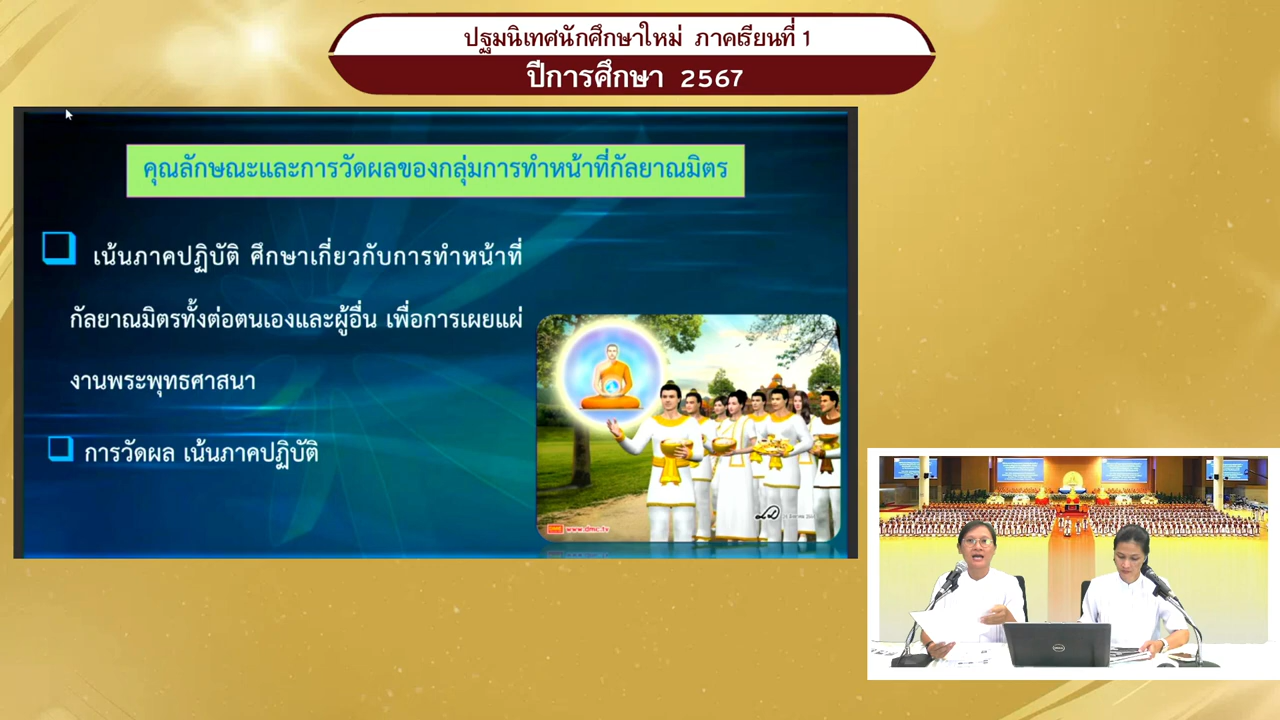 ปฐมนิเทศนักศึกษาใหม่ ภาคเรียนที่ 1
ปีการศึกษา 2567
คุณลักษณะและการวัดผลของกลุ่มการทำหน้าที่กัลยาณมิตร
เน้นภาคปฏิบัติ ศึกษาเกี่ยวกับการทำหน้าที่
กัลยาณมิตรทั้งต่อตนเองและผู้อื่น เพื่อการเผยแผ่
งานพระพุทธศาสนา
การวัดผล เน้นภาคปฏิบัติ
www.dmc.tv
DELL